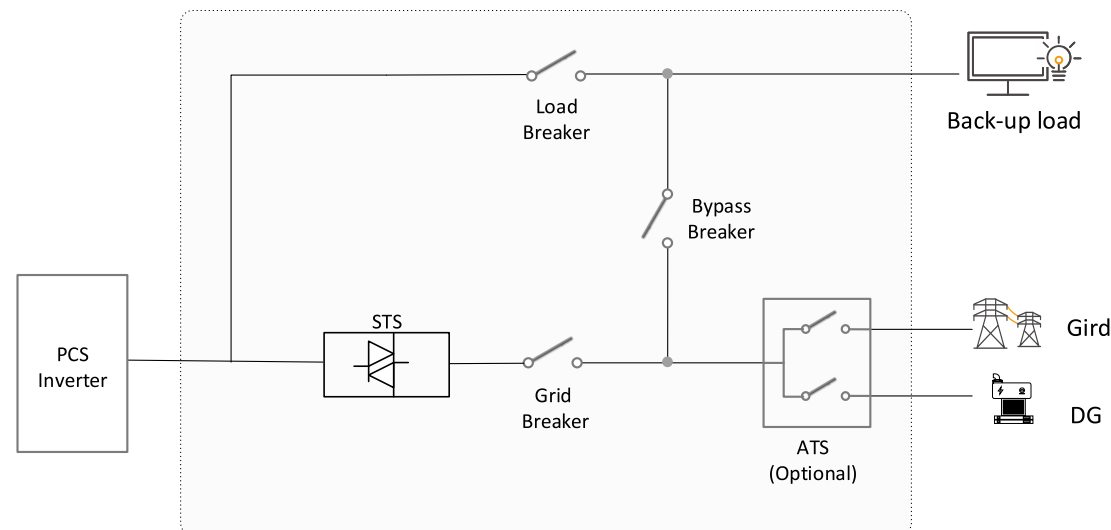 Load
Breaker
Back-up load
Bypass
Breaker
STS
PCS
Inverter
Grid
Breaker
Gird
DG
ATS
(Optional)